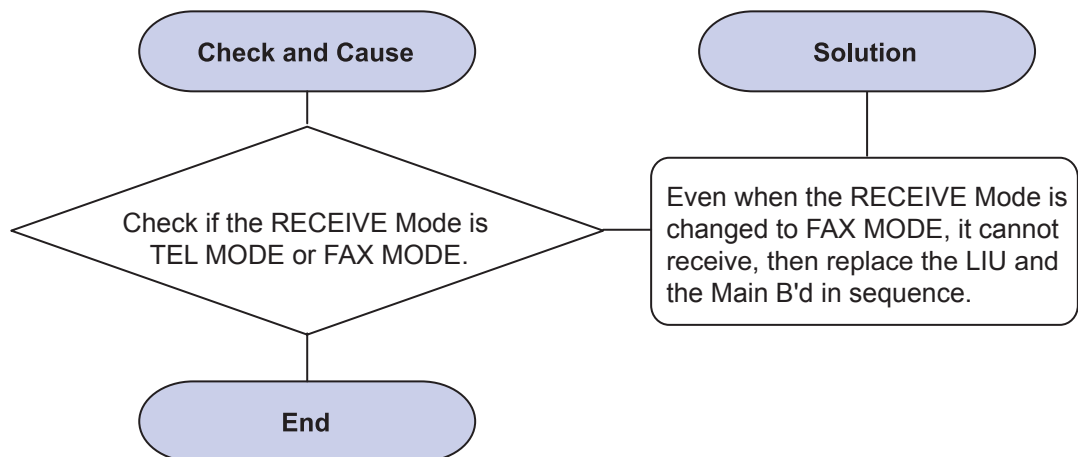 Check and Cause
Solution
Check if the RECEIVE Mode is
TEL MODE or FAX MODE.
Even when the RECEIVE Mode is
changed to FAX MODE, it cannot
receive, then replace the LIU and
the Main B'd in sequence.
End